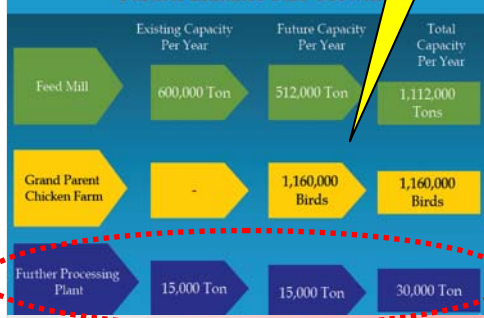 Existing Capacity
Per Year
Future Capacity
Per Year
Total
Capacity
Per Year
Feed Mill
600,000 Ton
512,000 Ton
1,112,000
Tons
Grand Parent
Chicken Farm
-
1,160,000
Birds
1,160,000
Birds
Further Processing
Plant
15,000 Ton
15,000 Ton
30,000 Ton